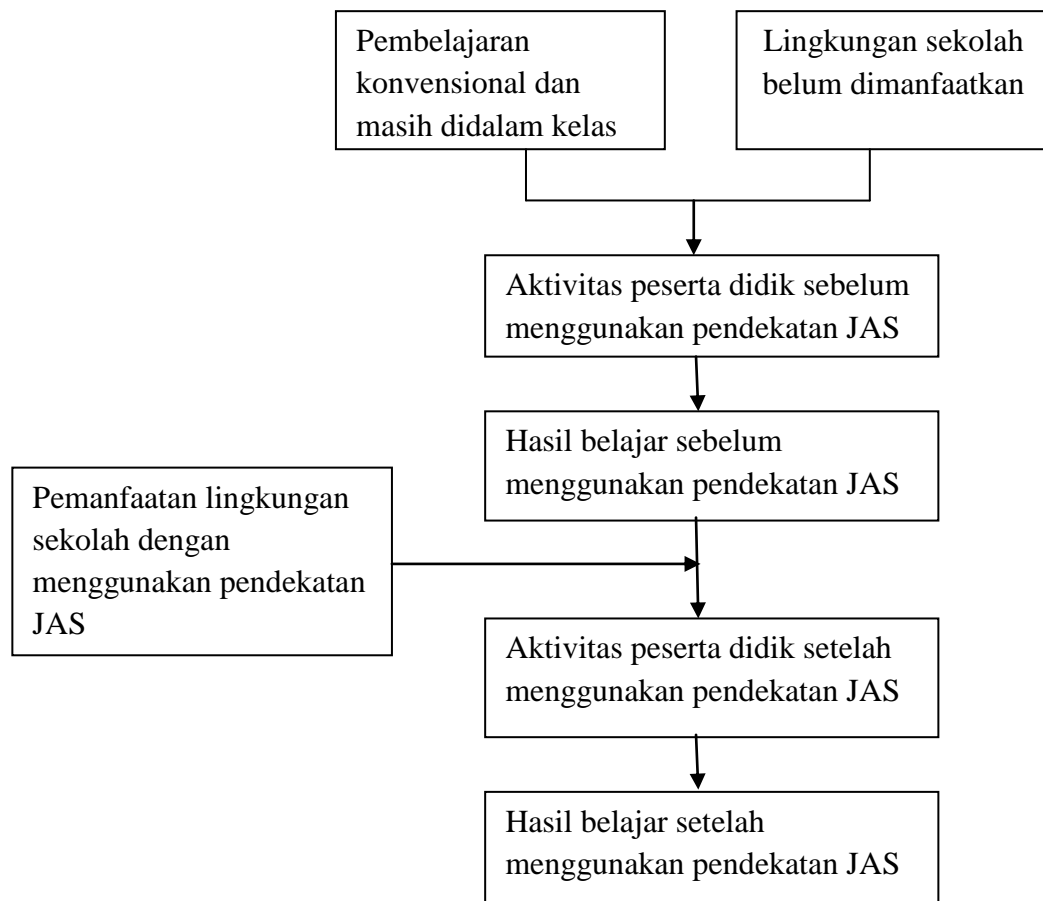 Pembelajaran
konvensional dan
masih didalam kelas
Lingkungan sekolah
belum dimanfaatkan
Aktivitas peserta didik sebelum
menggunakan pendekatan JAS
Hasil belajar sebelum
menggunakan pendekatan JAS
Pemanfaatan lingkungan
sekolah dengan
menggunakan pendekatan
JAS
Aktivitas peserta didik setelah
menggunakan pendekatan JAS
Hasil belajar setelah
menggunakan pendekatan JAS